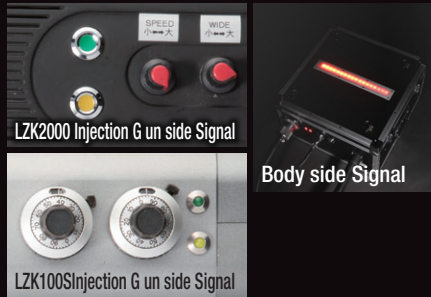 SPEED
小⟷大
WIDE
小⟷大
LZK2000 Injection G un side Signal
Body side Signal
LZK100SInjection G un side Signal